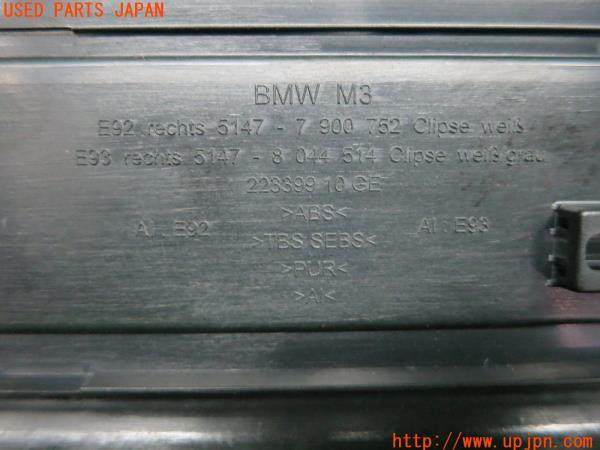 USED PARTS JAPAN
BMW M3
E92 rechts 5147 - 7 900 752 Clipse weiß
E93 rechts 5147 - 8 044 514 Clipse weiß/grau
223399 10 GE
>ABS<
AJ : E92
>TBS SEBS<
AI : E93
>PUR<
>AI<
http://www.upjpn.com/